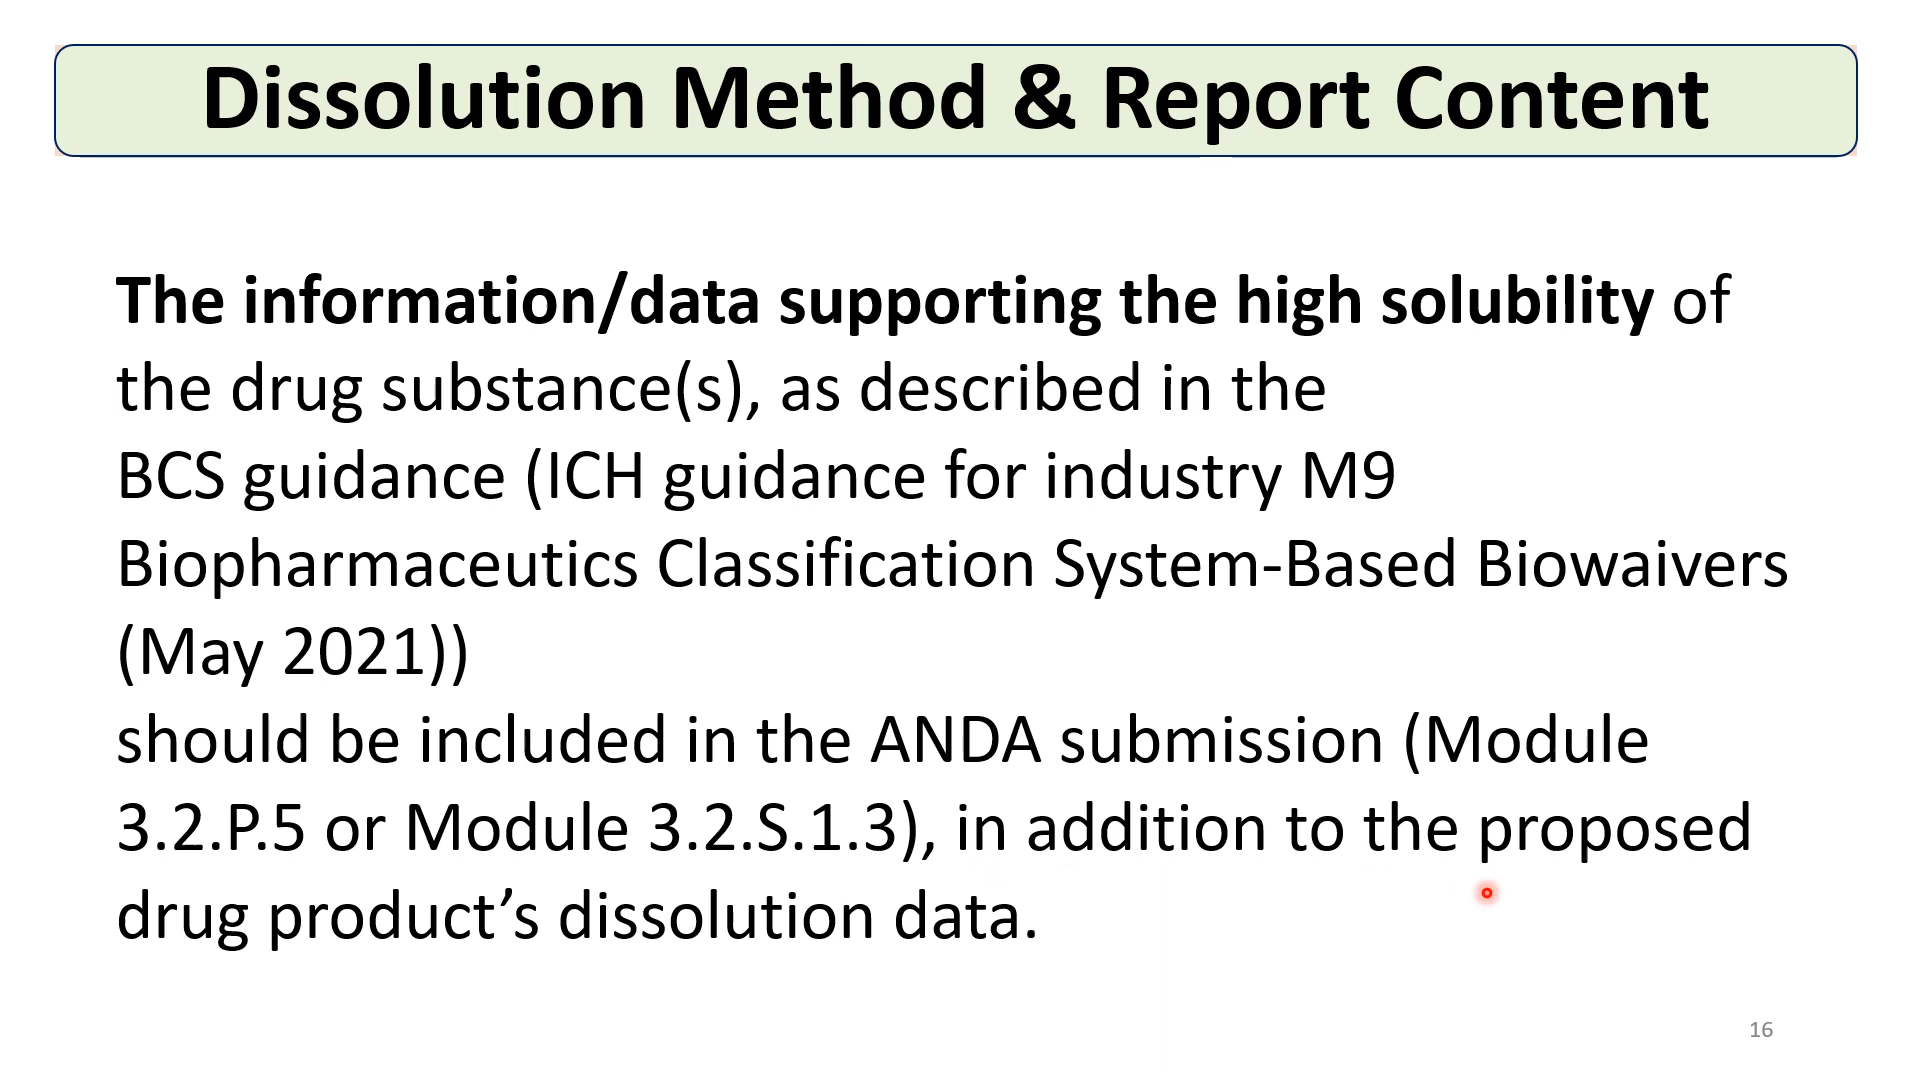 Dissolution Method & Report Content
The information/data supporting the high solubility of
the drug substance(s), as described in the
BCS guidance (ICH guidance for industry M9
Biopharmaceutics Classification System-Based Biowaivers
(May 2021))
should be included in the ANDA submission (Module
3.2.P.5 or Module 3.2.S.1.3), in addition to the proposed
drug product’s dissolution data.
16